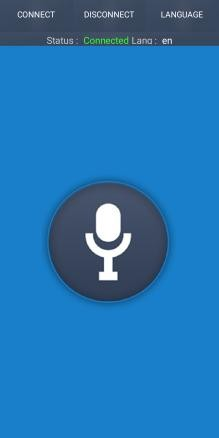 CONNECT DISCONNECT LANGUAGE
Status : Connected Lang : en